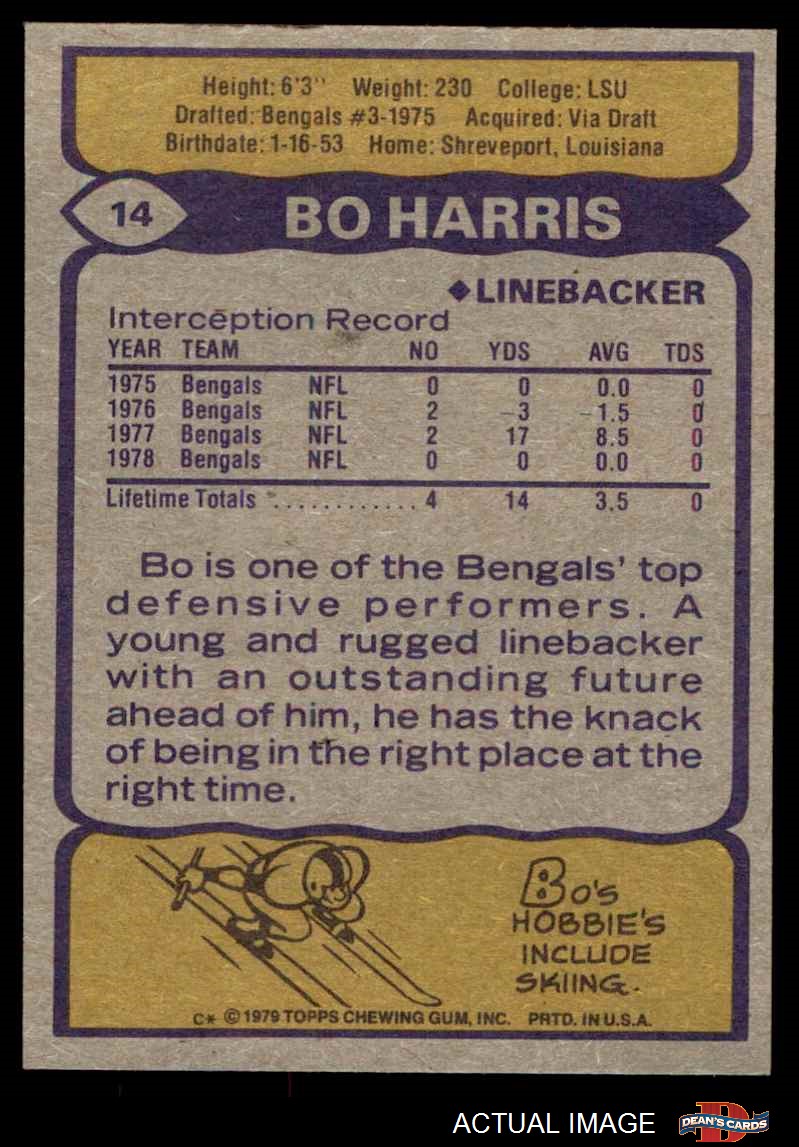 Height: 6'3" Weight: 230 College: LSU
Drafted: Bengals #3-1975 Acquired: Via Draft
Birthdate: 1-16-53 Home: Shreveport, Louisiana
14 BO HARRIS
◆LINEBACKER
Interception Record
YEAR TEAM NO YDS AVG TDS
1975 Bengals NFL 0 0 0.0 0
1976 Bengals NFL 2 -3 -1.5 0
1977 Bengals NFL 2 17 8.5 0
1978 Bengals NFL 0 0 0.0 0
Lifetime Totals ............ 4 14 3.5 0
Bo is one of the Bengals' top
defensive performers. A
young and rugged linebacker
with an outstanding future
ahead of him, he has the knack
of being in the right place at the
right time.
Bo's
HOBBIE'S
INCLUDE
SKIING.
C* © 1979 TOPPS CHEWING GUM, INC. PRTD. IN U.S.A.
ACTUAL IMAGE
D
DEAN'S CARDS